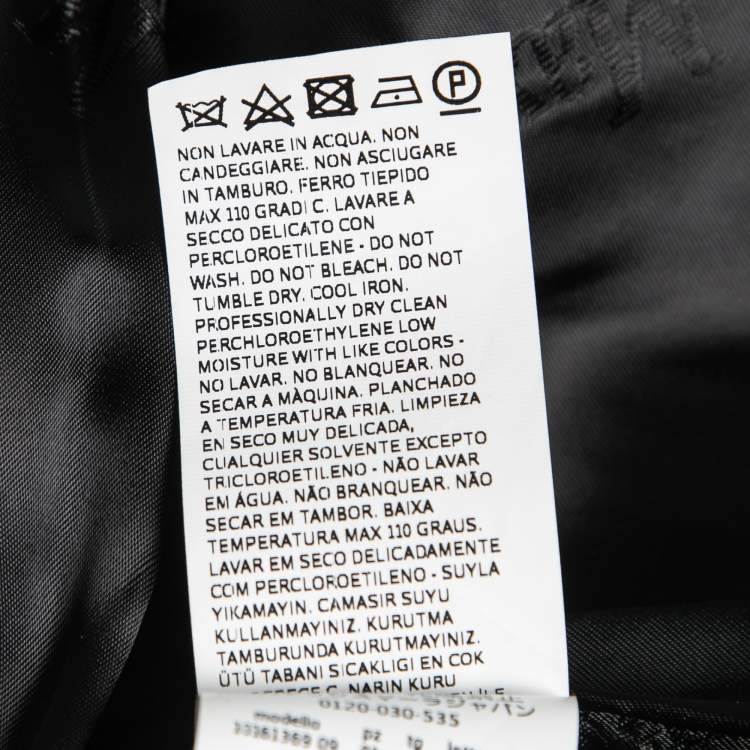 P
NON LAVARE IN ACQUA. NON
CANDEGGIARE. NON ASCIUGARE
IN TAMBURO. FERRO TIEPIDO
MAX 110 GRADI C. LAVARE A
SECCO DELICATO CON
PERCLOROETILENE - DO NOT
WASH. DO NOT BLEACH. DO NOT
TUMBLE DRY. COOL IRON.
PROFESSIONALLY DRY CLEAN
PERCHLOROETHYLENE LOW
MOISTURE WITH LIKE COLORS -
NO LAVAR. NO BLANQUEAR. NO
SECAR A MÀQUINA. PLANCHADO
A TEMPERATURA FRIA. LIMPIEZA
EN SECO MUY DELICADA,
CUALQUIER SOLVENTE EXCEPTO
TRICLOROETILENO - NÃO LAVAR
EM ÁGUA. NÃO BRANQUEAR. NÃO
SECAR EM TAMBOR. BAIXA
TEMPERATURA MAX 110 GRAUS.
LAVAR EM SECO DELICADAMENTE
COM PERCLOROETILENO - SUYLA
YIKAMAYIN. CAMASIR SUYU
KULLANMAYINIZ. KURUTMA
TAMBURUNDA KURUTMAYINIZ.
ÜTÜ TABANI SICAKLIGI EN COK
DERECE C. NARIN KURU
0120-030-535
modello pz tg